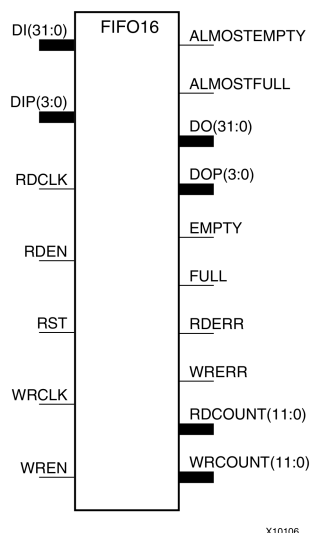 FIFO16
DI(31:0)
DIP(3:0)
RDCLK
RDEN
RST
WRCLK
WREN
ALMOSTEMPTY
ALMOSTFULL
DO(31:0)
DOP(3:0)
EMPTY
FULL
RDERR
WRERR
RDCOUNT(11:0)
WRCOUNT(11:0)
X10106